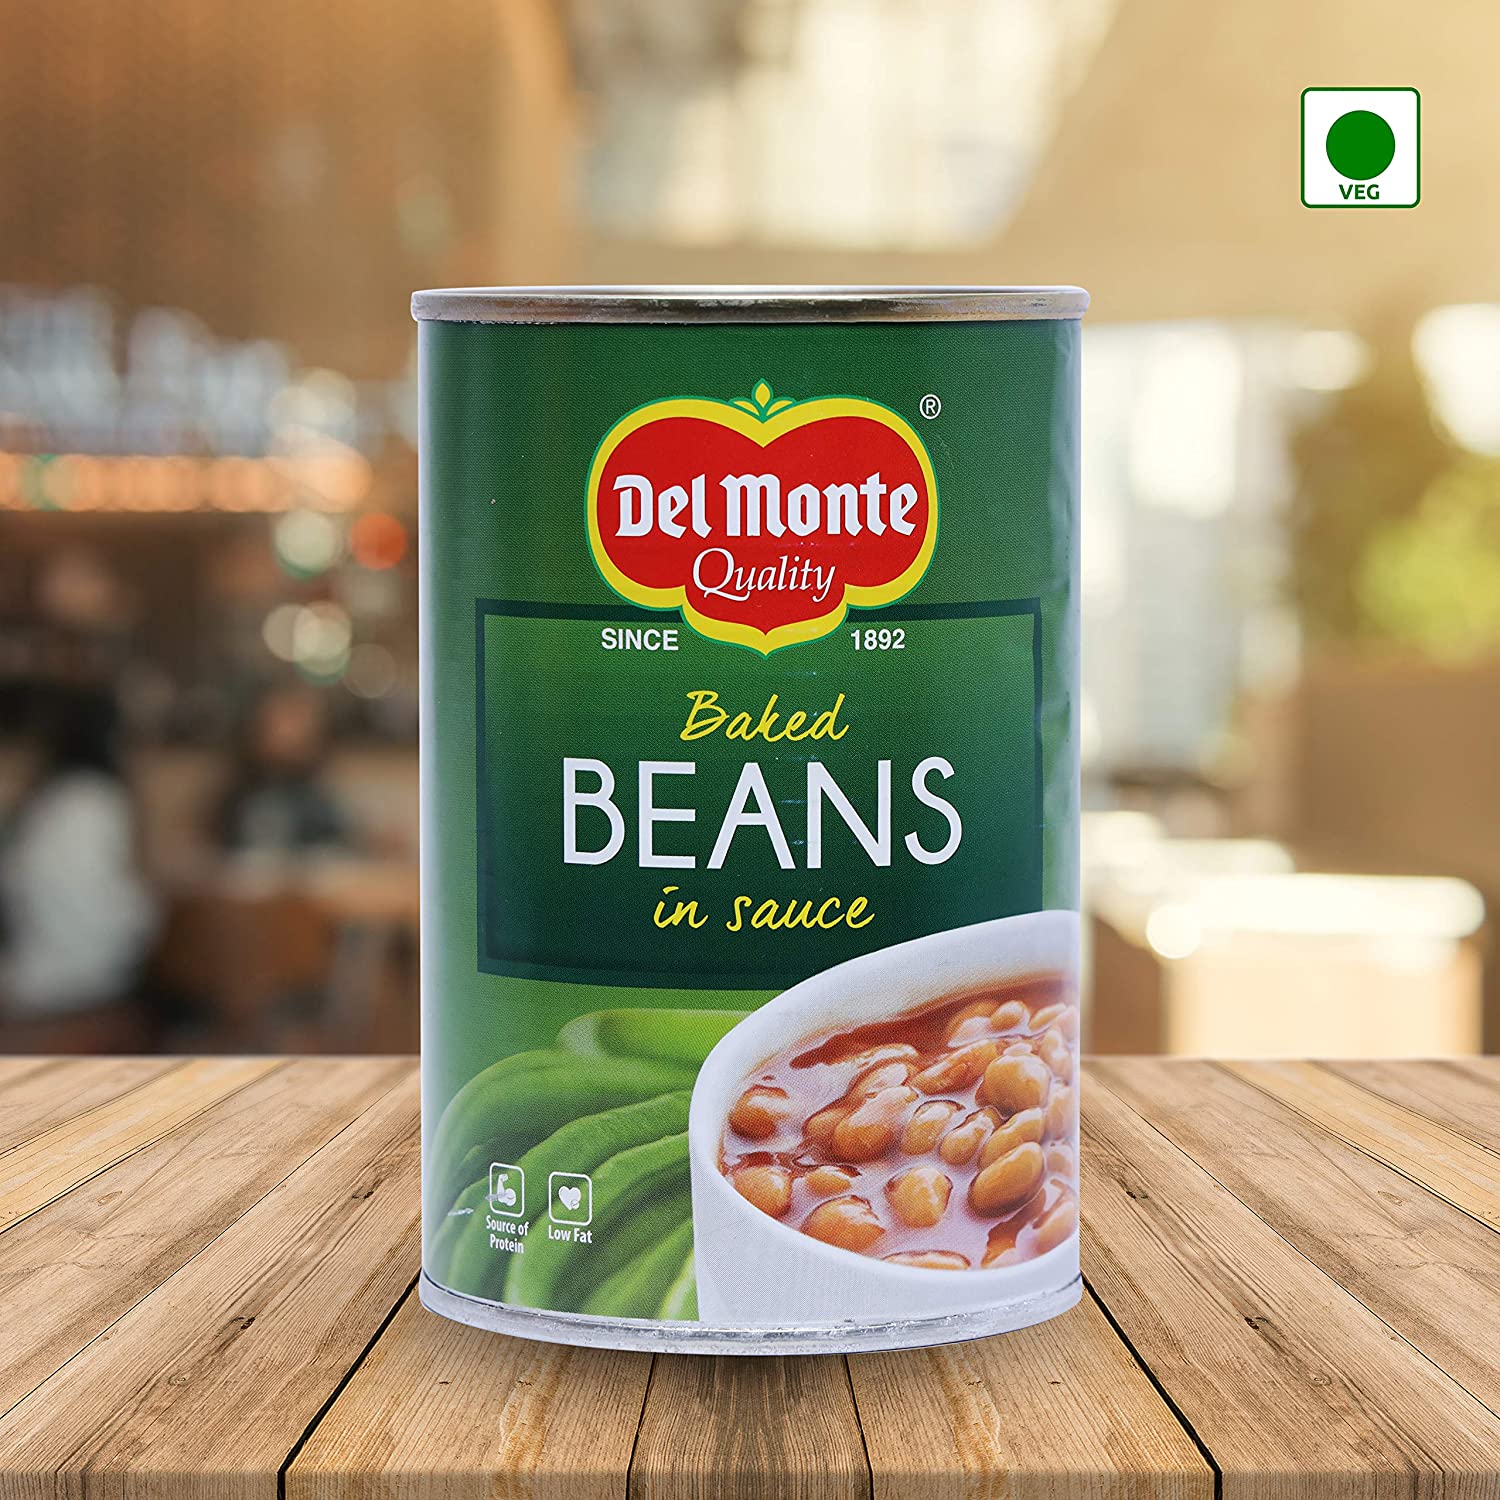 VEG
®
Del Monte
Quality
SINCE 1892
Baked
BEANS
in sauce
Source of
Protein
Low Fat